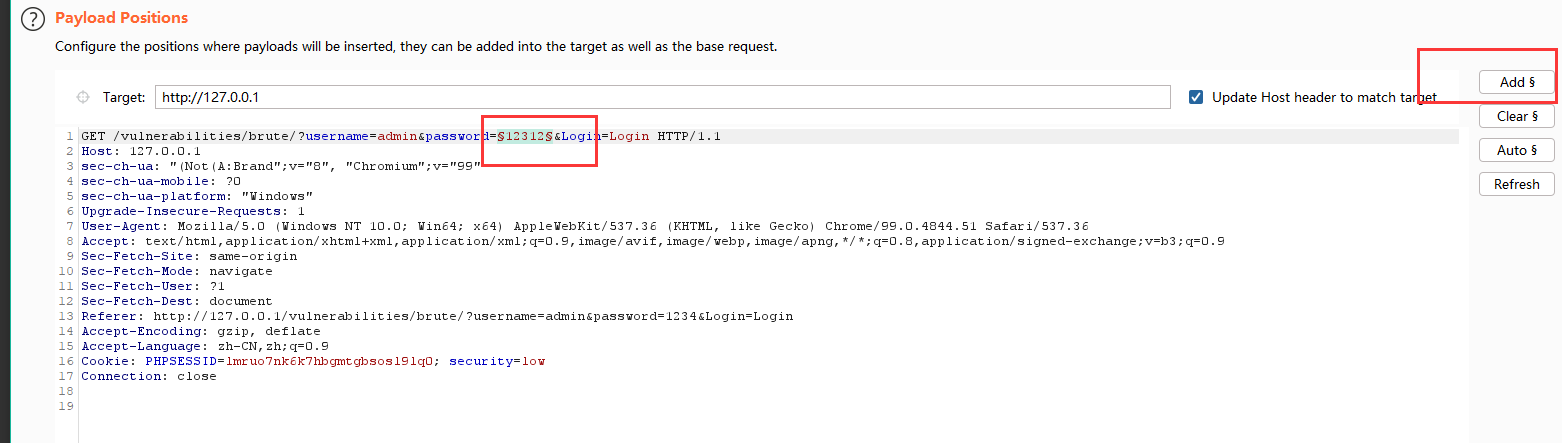 Payload Positions
Configure the positions where payloads will be inserted, they can be added into the target as well as the base request.
Target: http://127.0.0.1 Update Host header to match target
Add §
Clear §
Auto §
Refresh
1 GET /vulnerabilities/brute/?username=admin&password=§12312§&Login=Login HTTP/1.1
2 Host: 127.0.0.1
3 sec-ch-ua: "(Not(A:Brand";v="8", "Chromium";v="99"
4 sec-ch-ua-mobile: ?0
5 sec-ch-ua-platform: "Windows"
6 Upgrade-Insecure-Requests: 1
7 User-Agent: Mozilla/5.0 (Windows NT 10.0; Win64; x64) AppleWebKit/537.36 (KHTML, like Gecko) Chrome/99.0.4844.51 Safari/537.36
8 Accept: text/html,application/xhtml+xml,application/xml;q=0.9,image/avif,image/webp,image/apng,*/*;q=0.8,application/signed-exchange;v=b3;q=0.9
9 Sec-Fetch-Site: same-origin
10 Sec-Fetch-Mode: navigate
11 Sec-Fetch-User: ?1
12 Sec-Fetch-Dest: document
13 Referer: http://127.0.0.1/vulnerabilities/brute/?username=admin&password=1234&Login=Login
14 Accept-Encoding: gzip, deflate
15 Accept-Language: zh-CN,zh;q=0.9
16 Cookie: PHPSESSID=lmruo7nk6k7hbgmtgbsosl9lq0; security=low
17 Connection: close
18
19